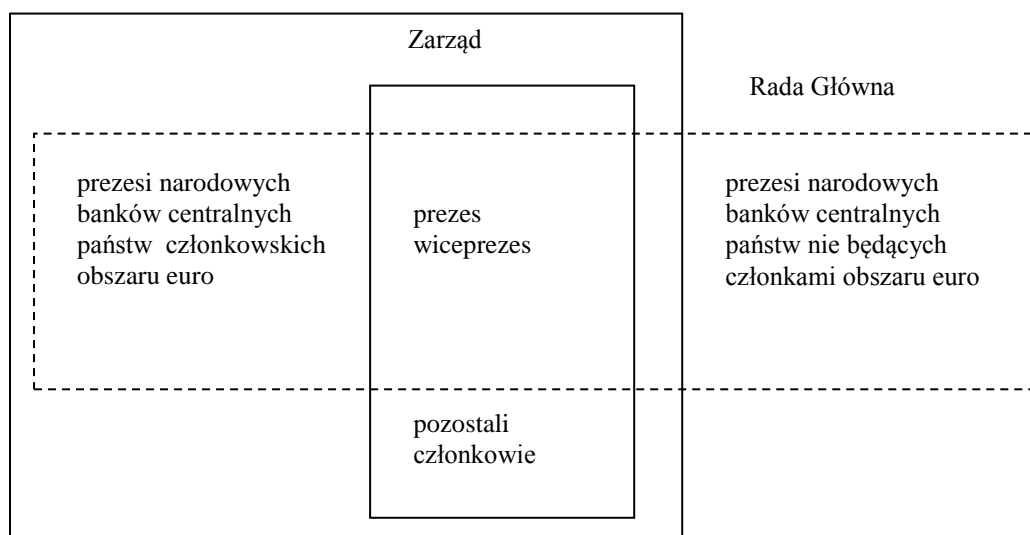 Zarząd
Rada Główna
prezesi narodowych
banków centralnych
państw członkowskich
obszaru euro
prezes
wiceprezes
prezesi narodowych
banków centralnych
państw nie będących
członkami obszaru euro
pozostali
członkowie